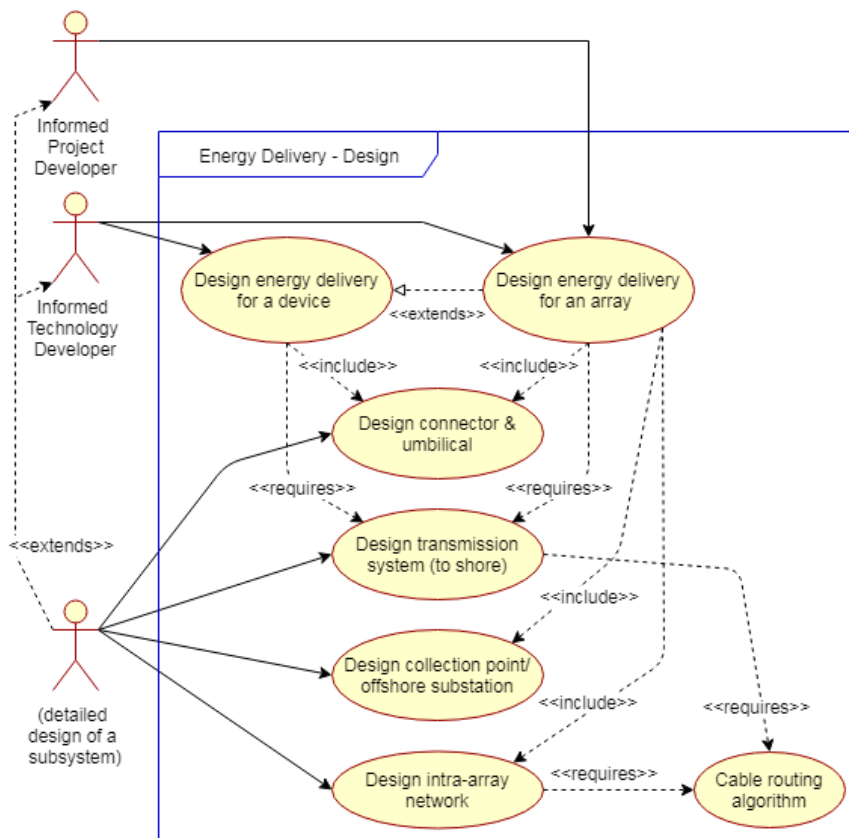 Informed
Project
Developer
Energy Delivery - Design
Informed
Technology
Developer
Design energy delivery
for a device
Design energy delivery
for an array
<<extends>>
<<include>>
<<include>>
Design connector &
umbilical
<<requires>>
<<requires>>
Design transmission
system (to shore)
<<extends>>
<<include>>
Design collection point/
offshore substation
(detailed
design of a
subsystem)
<<include>>
<<requires>>
Design intra-array
network
<<requires>>
Cable routing
algorithm